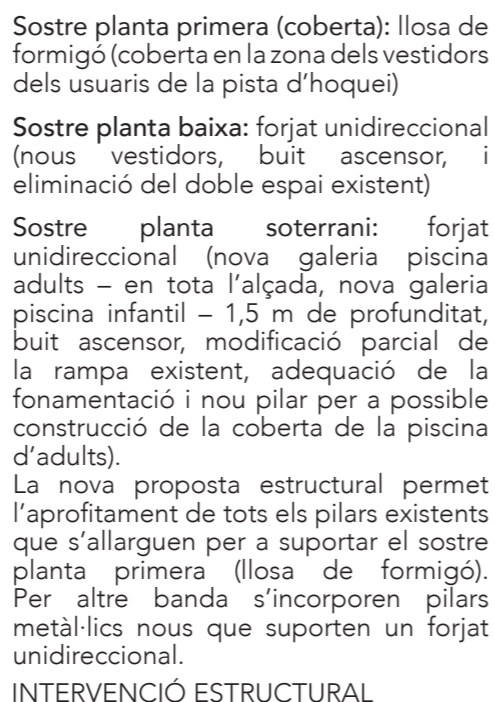 Sostre planta primera (coberta): llosa de
formigó (coberta en la zona dels vestidors
dels usuaris de la pista d’hoquei)
Sostre planta baixa: forjat unidireccional
(nous vestidors, buit ascensor, i
eliminació del doble espai existent)
Sostre planta soterrani: forjat
unidireccional (nova galeria piscina
adults – en tota l’alçada, nova galeria
piscina infantil – 1,5 m de profunditat,
buit ascensor, modificació parcial de
la rampa existent, adequació de la
fonamentació i nou pilar per a possible
construcció de la coberta de la piscina
d’adults).
La nova proposta estructural permet
l’aprofitament de tots els pilars existents
que s’allarguen per a suportar el sostre
planta primera (llosa de formigó).
Per altre banda s’incorporen pilars
metàl·lics nous que suporten un forjat
unidireccional.
INTERVENCIÓ ESTRUCTURAL